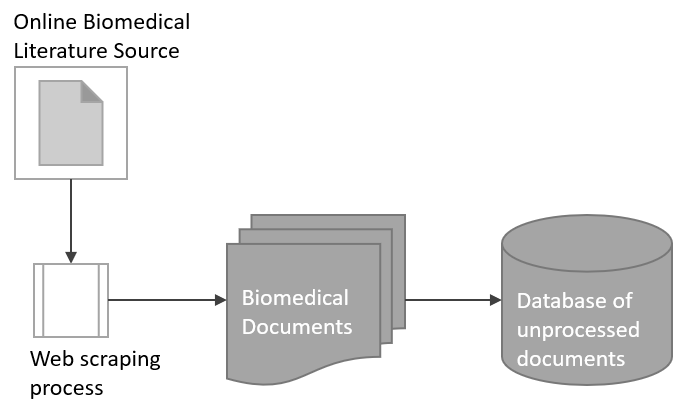 Online Biomedical
Literature Source
Web scraping
process
Biomedical
Documents
Database of
unprocessed
documents